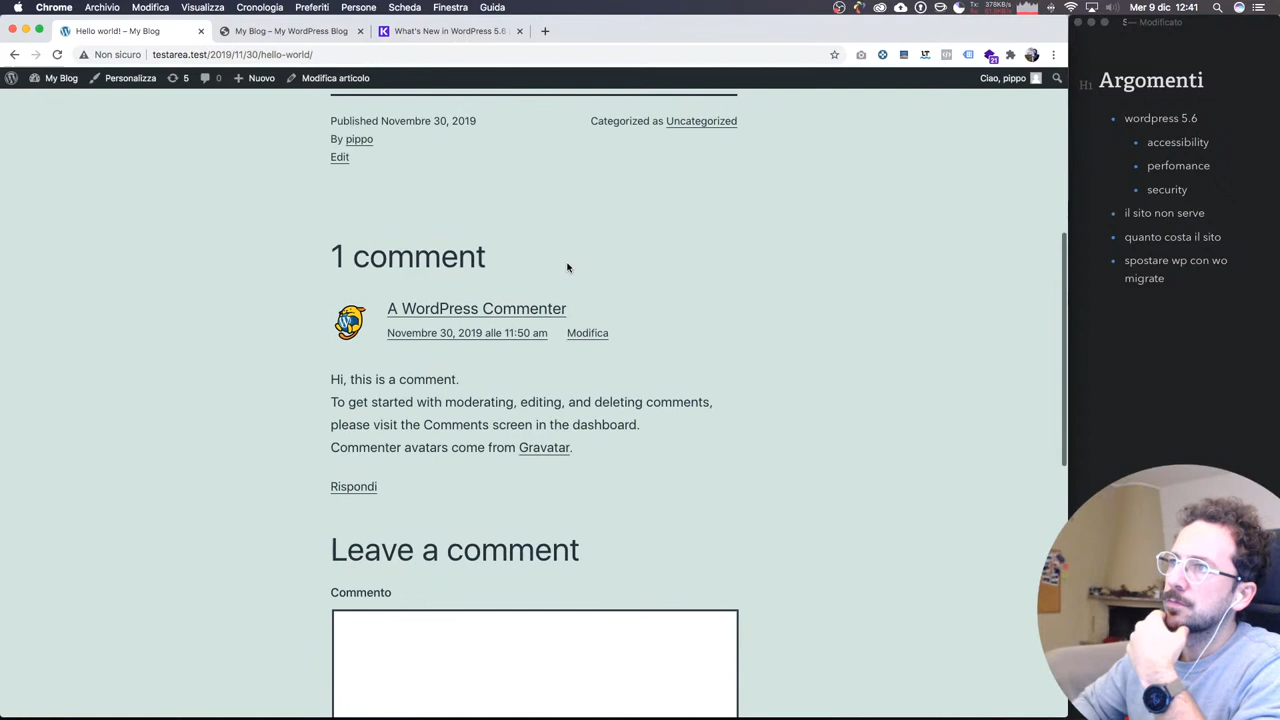 Chrome Archivio Modifica Visualizza Cronologia Preferiti Persone Scheda Finestra Guida
Mer 9 dic 12:41
Hello world! – My Blog
My Blog – My WordPress Blog
What's New in WordPress 5.6
Modificato
Non sicuro testarea.test/2019/11/30/hello-world/
My Blog Personalizza 5 0 Nuovo Modifica articolo
Ciao, pippo
Published November 30, 2019
By pippo
Edit
Categorized as Uncategorized
1 comment
A WordPress Commenter
Novembre 30, 2019 alle 11:50 am Modifica
Hi, this is a comment.
To get started with moderating, editing, and deleting comments,
please visit the Comments screen in the dashboard.
Commenter avatars come from Gravatar.
Rispondi
Leave a comment
Commento
H1 Argomenti
wordpress 5.6
accessibility
perfomance
security
il sito non serve
quanto costa il sito
spostare wp con wo
migrate